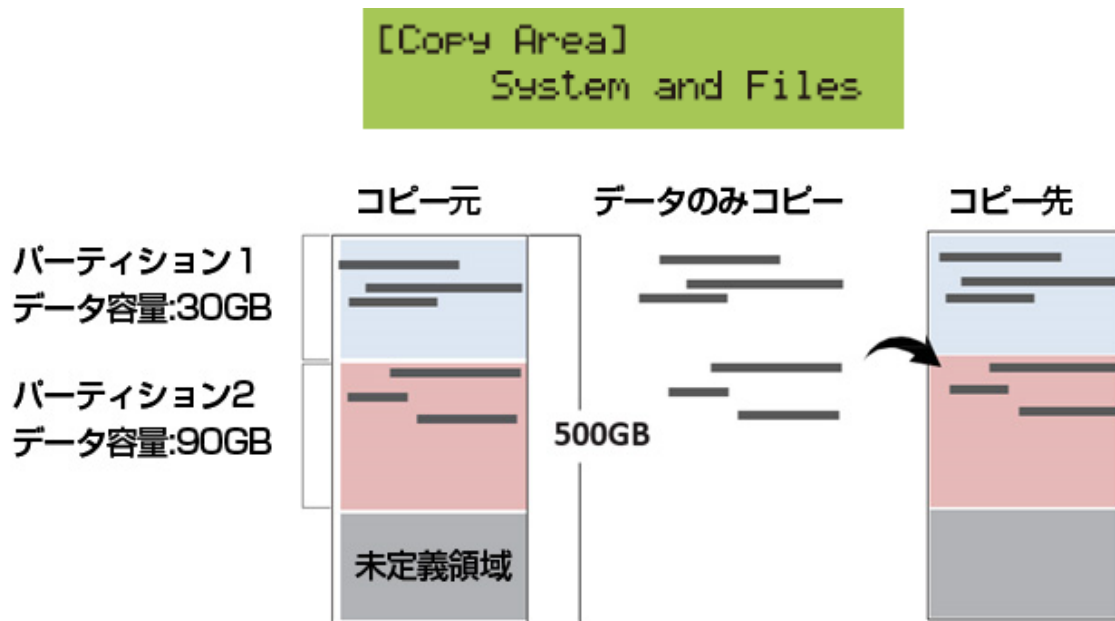 [Copy Area]
System and Files
コピー元
データのみコピー
コピー先
パーティション1
データ容量:30GB
パーティション2
データ容量:90GB
500GB
未定義領域